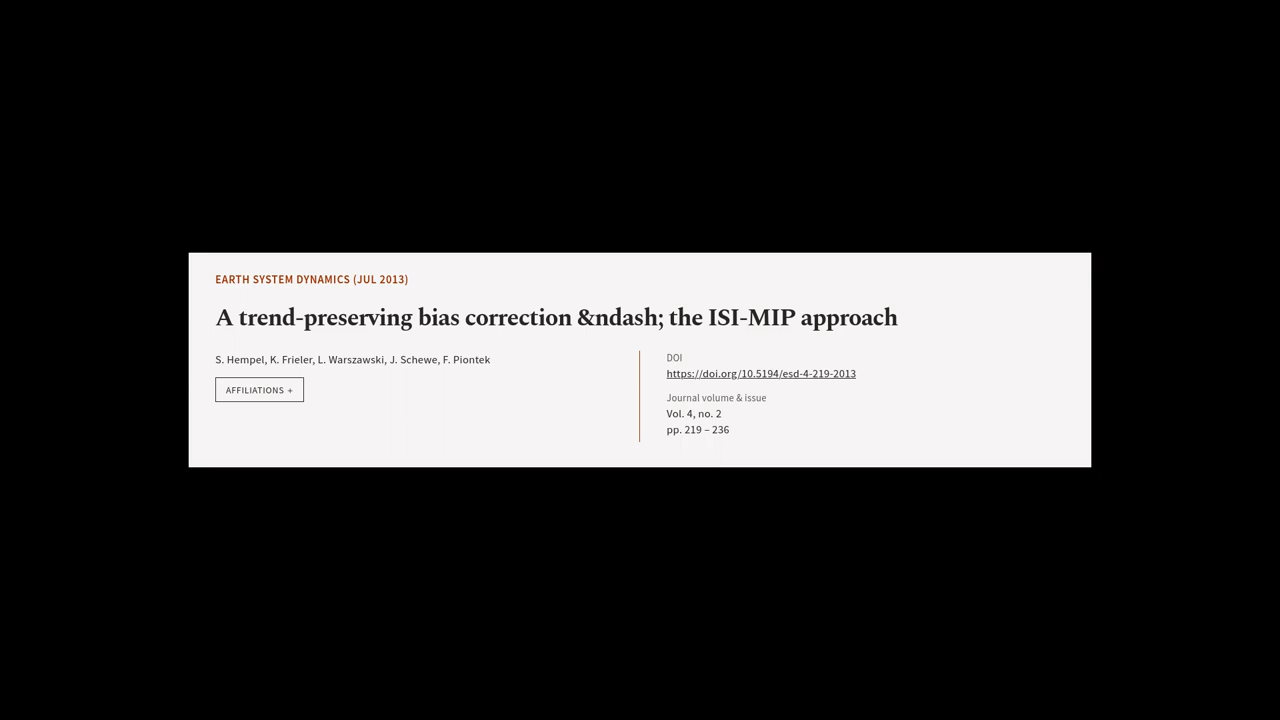 EARTH SYSTEM DYNAMICS (JUL 2013)
A trend-preserving bias correction &ndash; the ISI-MIP approach
S. Hempel, K. Frieler, L. Warszawski, J. Schewe, F. Piontek
AFFILIATIONS +
DOI
https://doi.org/10.5194/esd-4-219-2013
Journal volume & issue
Vol. 4, no. 2
pp. 219 – 236